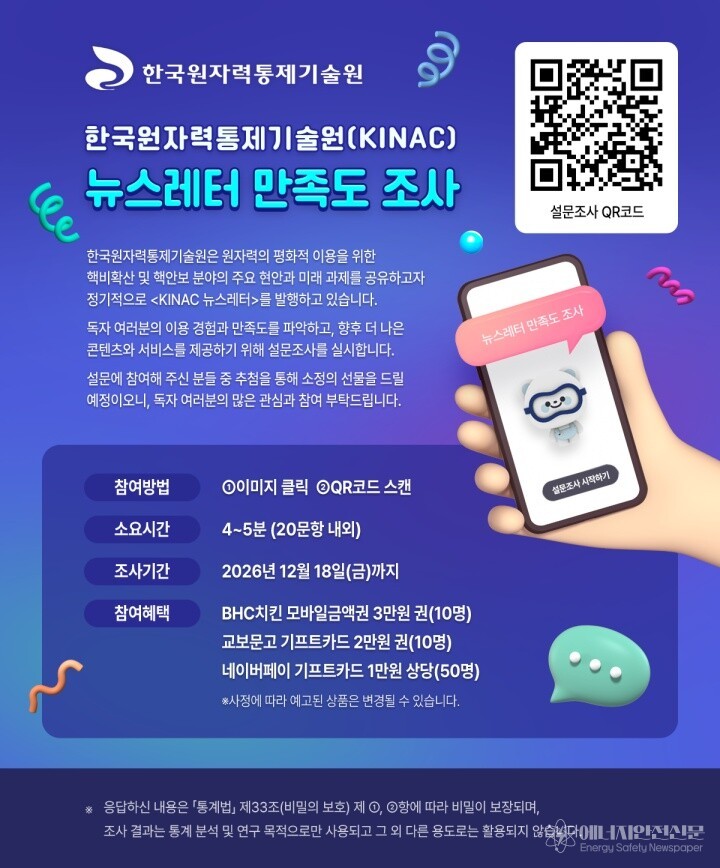 한국원자력통제기술원
한국원자력통제기술원(KINAC)
뉴스레터 만족도 조사
설문조사 QR코드
한국원자력통제기술원은 원자력의 평화적 이용을 위한
핵비확산 및 핵안보 분야의 주요 현안과 미래 과제를 공유하고자
정기적으로 <KINAC 뉴스레터>를 발행하고 있습니다.
독자 여러분의 이용 경험과 만족도를 파악하고, 향후 더 나은
콘텐츠와 서비스를 제공하기 위해 설문조사를 실시합니다.
설문에 참여해 주신 분들 중 추첨을 통해 소정의 선물을 드릴
예정이오니, 독자 여러분의 많은 관심과 참여 부탁드립니다.
뉴스레터 만족도 조사
설문조사 시작하기
참여방법 ①이미지 클릭 ②QR코드 스캔
소요시간 4~5분 (20문항 내외)
조사기간 2026년 12월 18일(금)까지
참여혜택 BHC치킨 모바일금액권 3만원 권(10명)
교보문고 기프트카드 2만원 권(10명)
네이버페이 기프트카드 1만원 상당(50명)
※사정에 따라 예고된 상품은 변경될 수 있습니다.
※ 응답하신 내용은 「통계법」 제33조(비밀의 보호) 제 ①, ②항에 따라 비밀이 보장되며,
조사 결과는 통계 분석 및 연구 목적으로만 사용되고 그 외 다른 용도로는 활용되지 않습니다.
에너지안전신문
Energy Safety Newspaper